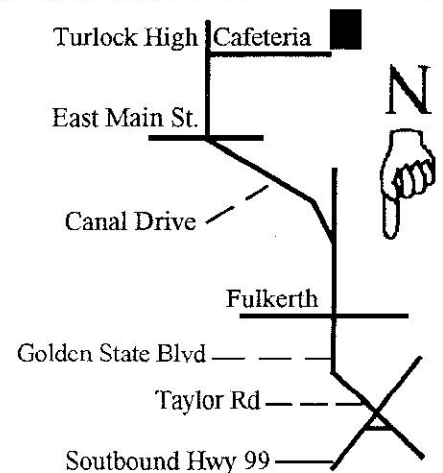 Turlock High Cafeteria
N
East Main St.
Canal Drive
Fulkerth
Golden State Blvd
Taylor Rd
Soutbound Hwy 99